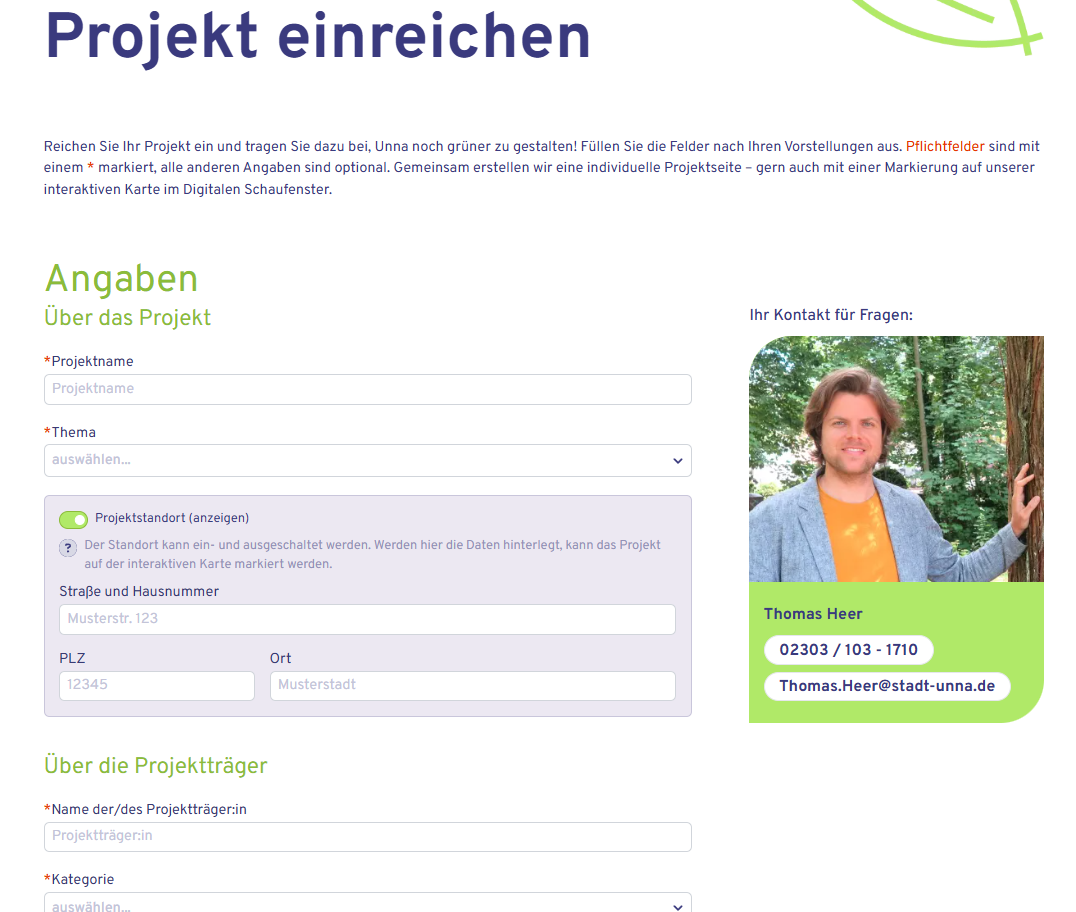 Projekt einreichen
Reichen Sie Ihr Projekt ein und tragen Sie dazu bei, Unna noch grüner zu gestalten! Füllen Sie die Felder nach Ihren Vorstellungen aus. Pflichtfelder sind mit
einem * markiert, alle anderen Angaben sind optional. Gemeinsam erstellen wir eine individuelle Projektseite – gern auch mit einer Markierung auf unserer
interaktiven Karte im Digitalen Schaufenster.
Angaben
Über das Projekt
*Projektname
Projektname
*Thema
auswählen...
Projektstandort (anzeigen)
? Der Standort kann ein- und ausgeschaltet werden. Werden hier die Daten hinterlegt, kann das Projekt
auf der interaktiven Karte markiert werden.
Straße und Hausnummer
Musterstr. 123
PLZ Ort
12345 Musterstadt
Über die Projektträger
*Name der/des Projektträger:in
Projektträger:in
*Kategorie
auswählen...
Ihr Kontakt für Fragen:
Thomas Heer
02303 / 103 - 1710
Thomas.Heer@stadt-unna.de